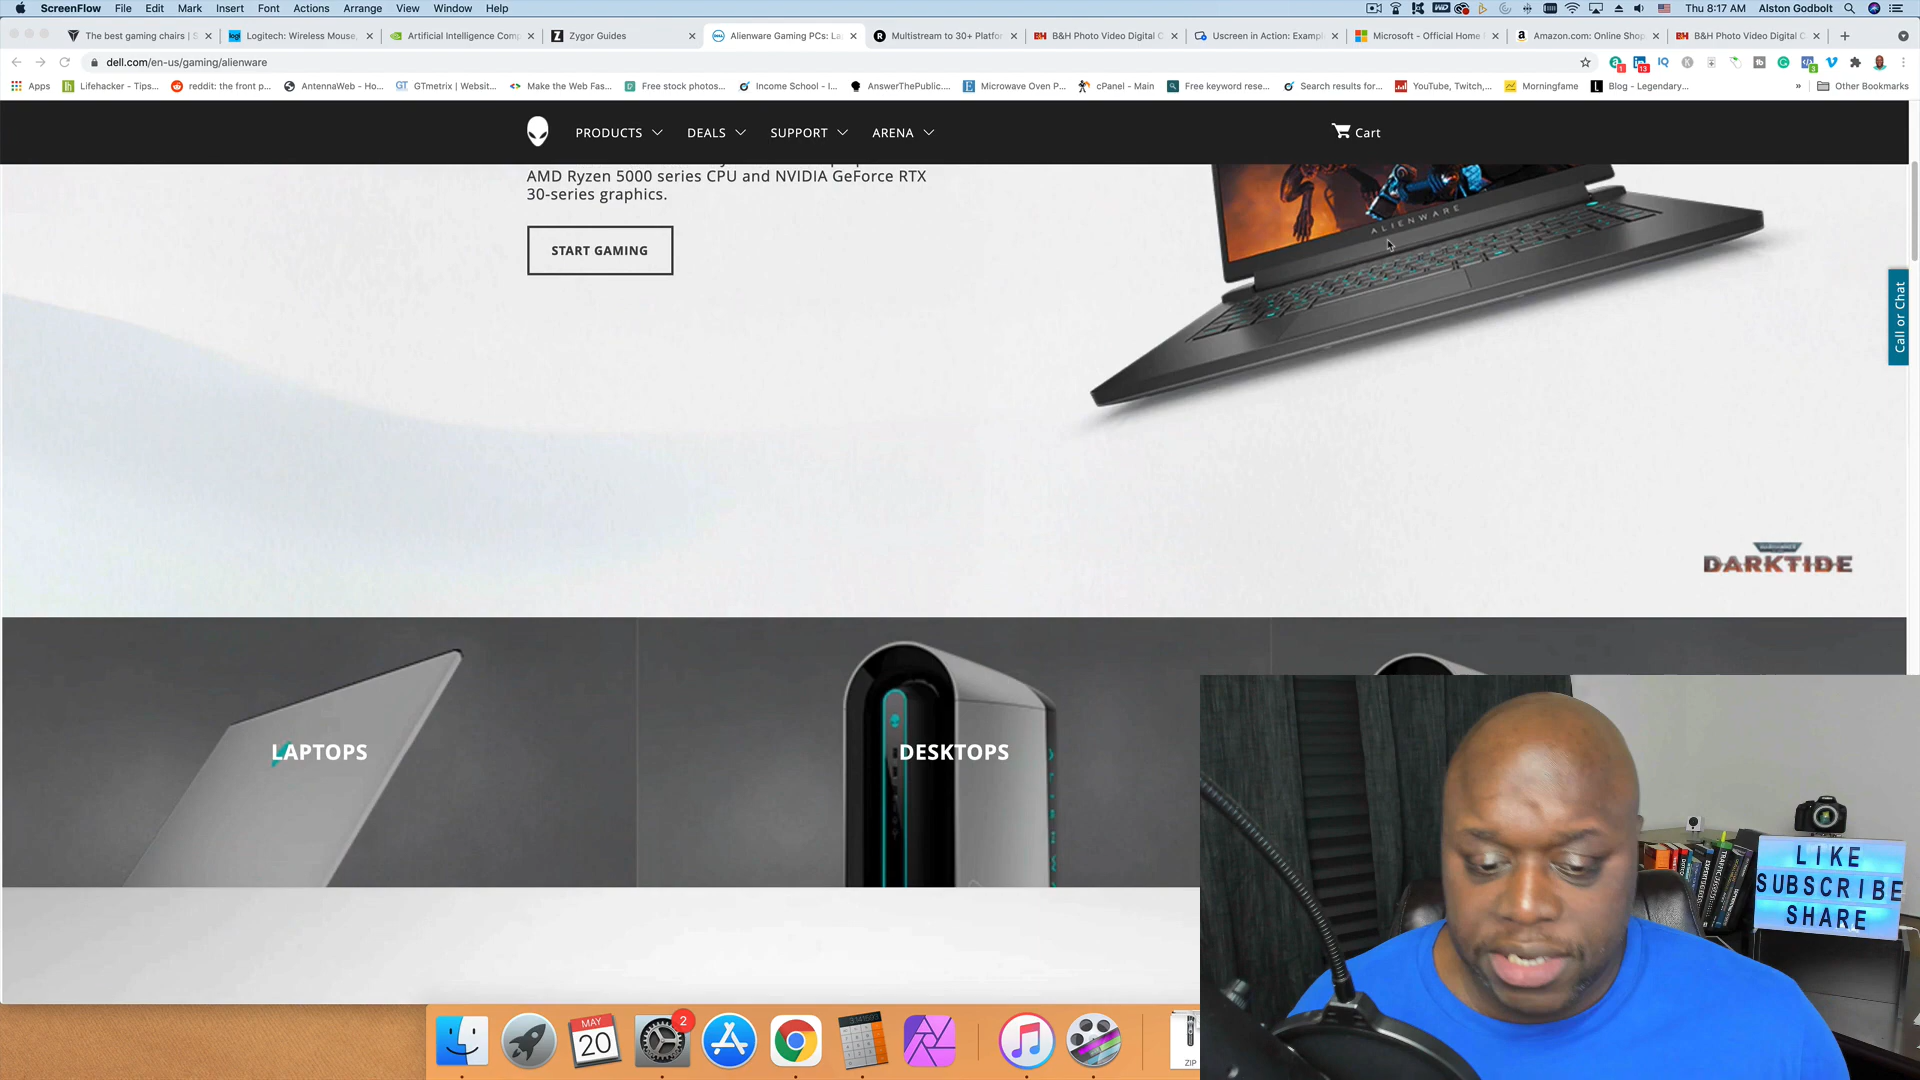 ScreenFlow File Edit Mark Insert Font Actions Arrange View Window Help Thu 8:17 AM Alston Godbolt
The best gaming chairs | S
Logitech: Wireless Mouse,
Artificial Intelligence Comp
Zygor Guides
Alienware Gaming PCs: La
Multistream to 30+ Platfor
B&H Photo Video Digital C
Uscreen in Action: Exampl
Microsoft - Official Home P
Amazon.com: Online Shop
B&H Photo Video Digital C
dell.com/en-us/gaming/alienware
Apps
Lifehacker - Tips...
reddit: the front p...
AntennaWeb - Ho...
GTmetrix | Websit...
Make the Web Fas...
Free stock photos...
Income School - I...
AnswerThePublic....
Microwave Oven P...
cPanel - Main
Free keyword rese...
Search results for...
YouTube, Twitch,...
Morningfame
Blog - Legendary...
Other Bookmarks
PRODUCTS DEALS SUPPORT ARENA Cart
AMD Ryzen 5000 series CPU and NVIDIA GeForce RTX
30-series graphics.
START GAMING
ALIENWARE
Call or Chat
DARKTIDE
LAPTOPS
DESKTOPS
LIKE
SUBSCRIBE
SHARE
MAY
20
2
ZIP